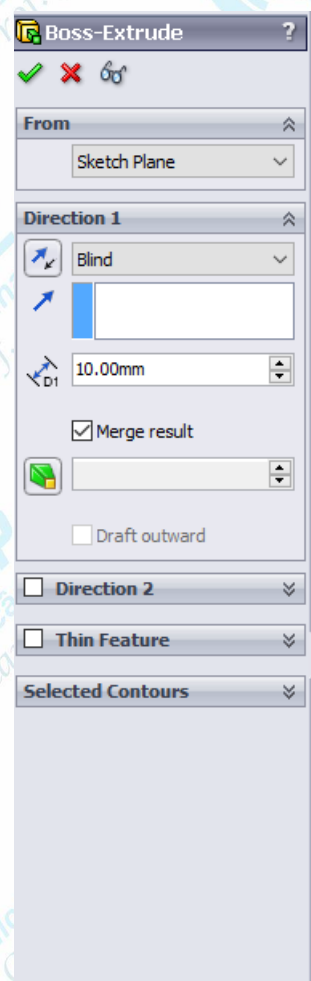 Boss-Extrude ?
From
Sketch Plane
Direction 1
Blind
D1 10.00mm
Merge result
Draft outward
Direction 2
Thin Feature
Selected Contours